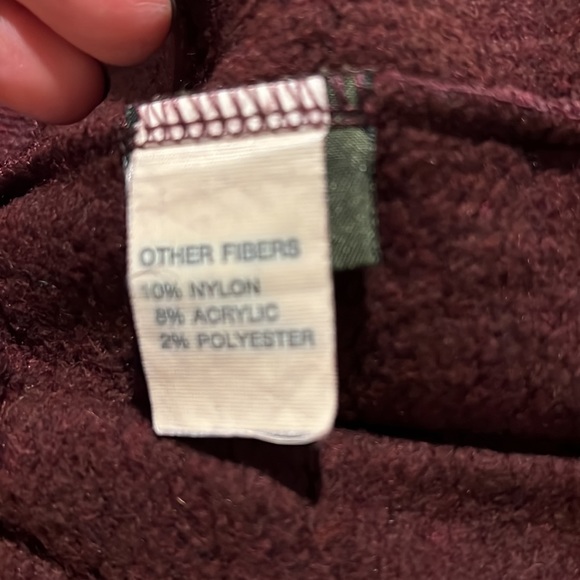 OTHER FIBERS
10% NYLON
8% ACRYLIC
2% POLYESTER